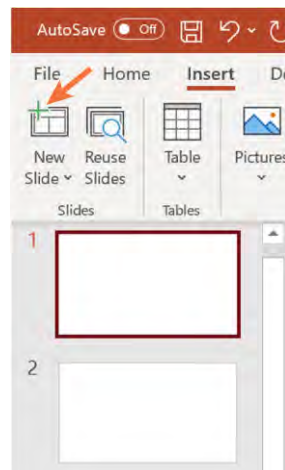 AutoSave Off
File Home Insert
New Reuse Table Pictures
Slide Slides
Slides Tables
1
2